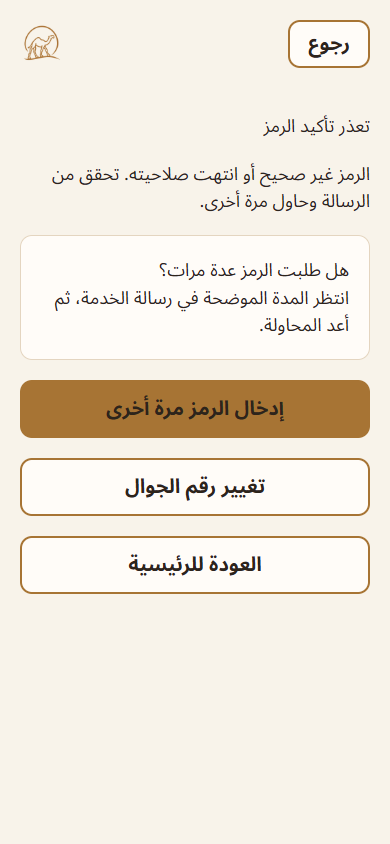 رجوع
تعذر تأكيد الرمز
الرمز غير صحيح أو انتهت صلاحيته. تحقق من
الرسالة وحاول مرة أخرى.
هل طلبت الرمز عدة مرات؟
انتظر المدة الموضحة في رسالة الخدمة، ثم
أعد المحاولة.
إدخال الرمز مرة أخرى
تغيير رقم الجوال
العودة للرئيسية